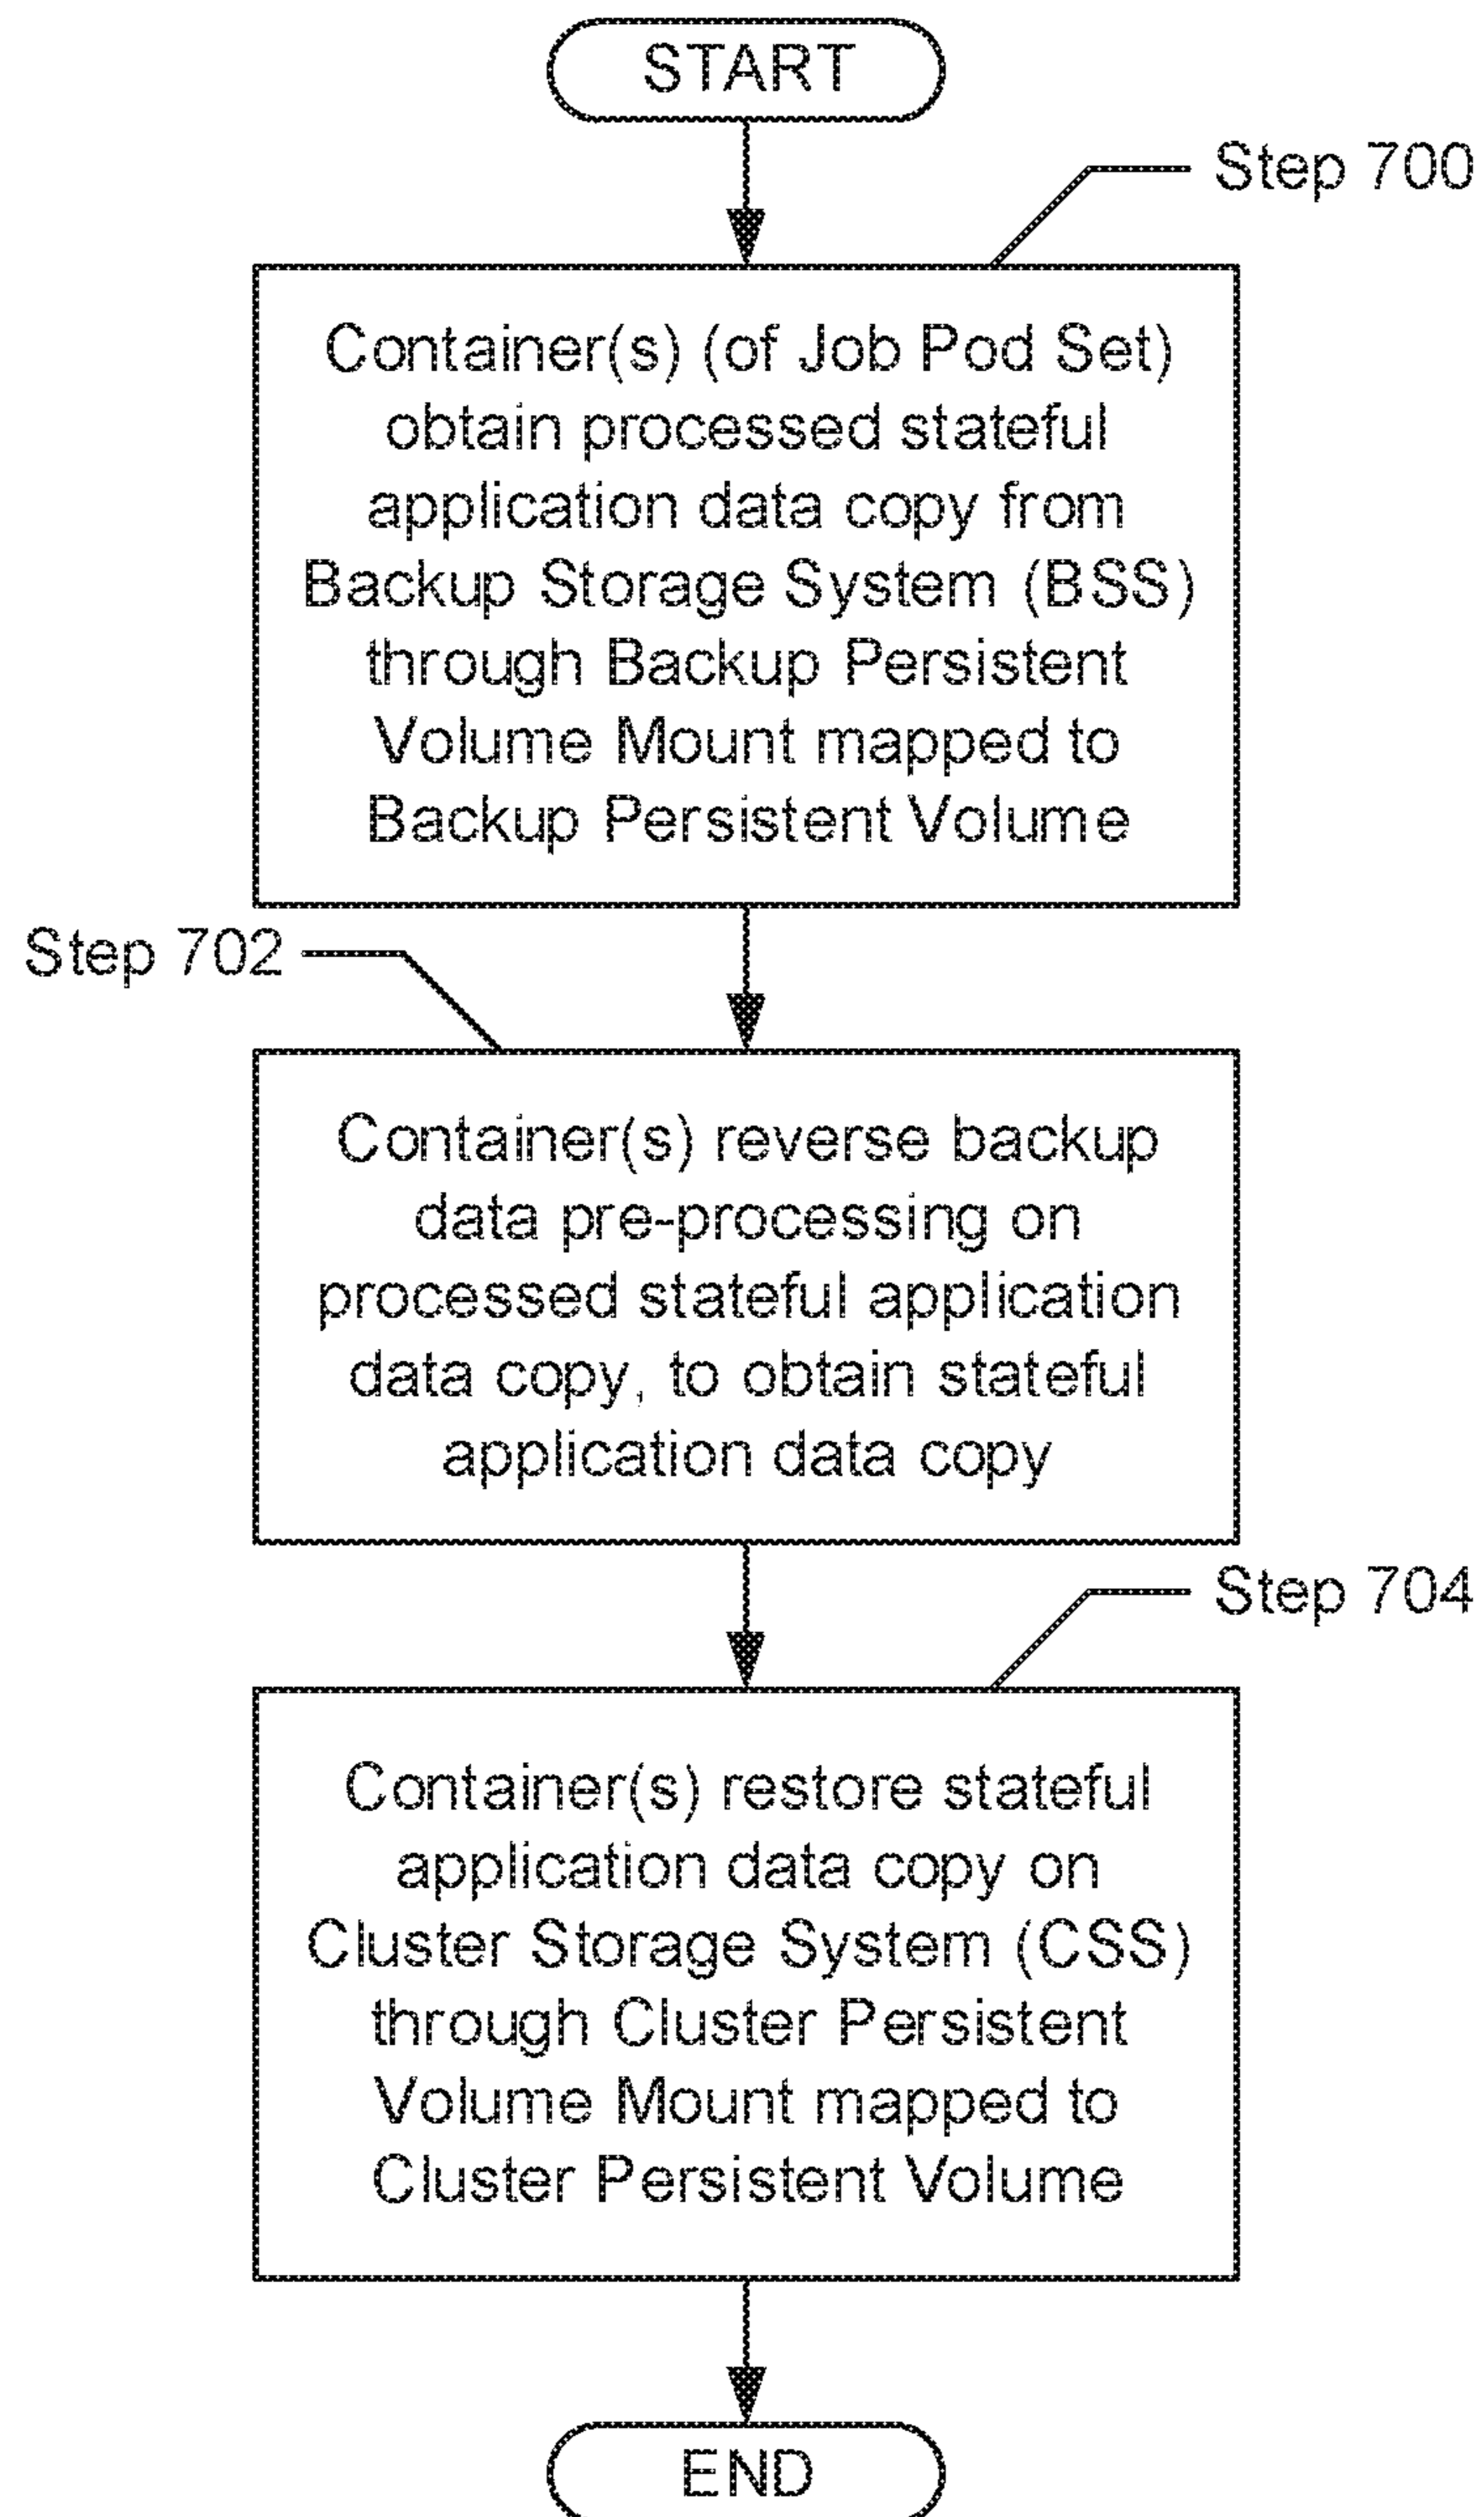 START
Step 700
Container(s) (of Job Pod Set)
obtain processed stateful
application data copy from
Backup Storage System (BSS)
through Backup Persistent
Volume Mount mapped to
Backup Persistent Volume
Step 702
Container(s) reverse backup
data pre-processing on
processed stateful application
data copy, to obtain stateful
application data copy
Step 704
Container(s) restore stateful
application data copy on
Cluster Storage System (CSS)
through Cluster Persistent
Volume Mount mapped to
Cluster Persistent Volume
END